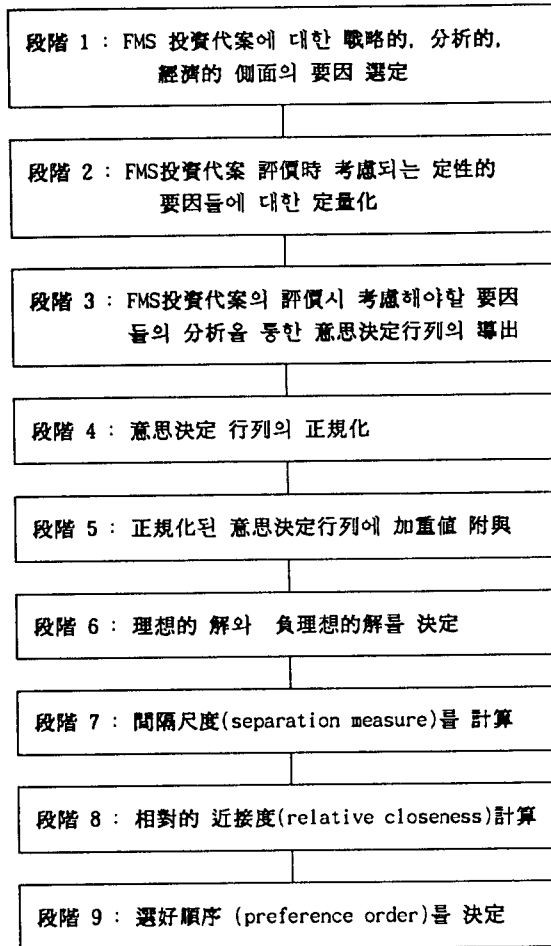 段階 1 : FMS 投資代案에 대한 戰略的, 分析的,
經濟的 側面의 要因 選定
段階 2 : FMS投資代案 評價時 考慮되는 定性的
要因들에 대한 定量化
段階 3 : FMS投資代案의 評價시 考慮해야할 要因
들의 分析을 통한 意思決定行列의 導出
段階 4 : 意思決定 行列의 正規化
段階 5 : 正規化된 意思決定行列에 加重値 附與
段階 6 : 理想的 解와 負理想的解를 決定
段階 7 : 間隔尺度(separation measure)를 計算
段階 8 : 相對的 近接度(relative closeness)計算
段階 9 : 選好順序 (preference order)를 決定